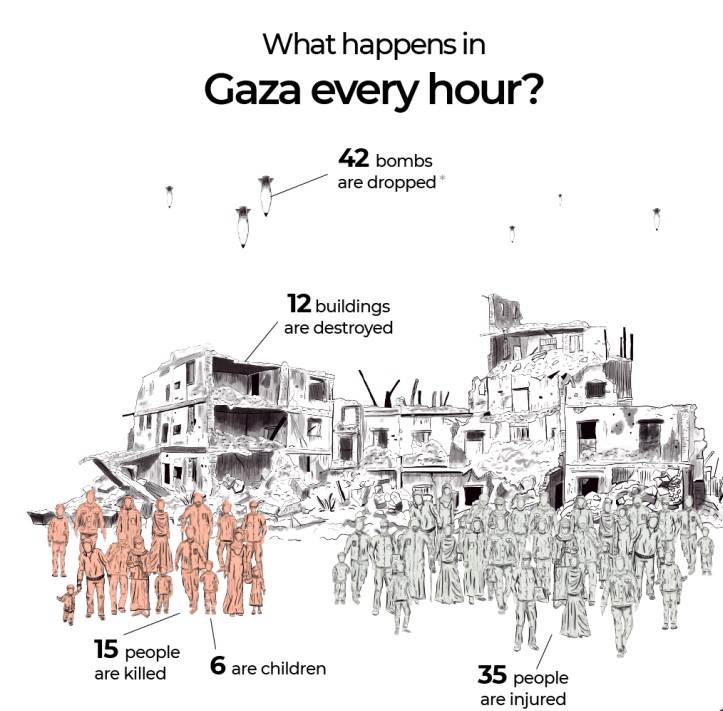 What happens in
Gaza every hour?
42 bombs
are dropped*
12 buildings
are destroyed
15 people
are killed
6 are children
35 people
are injured